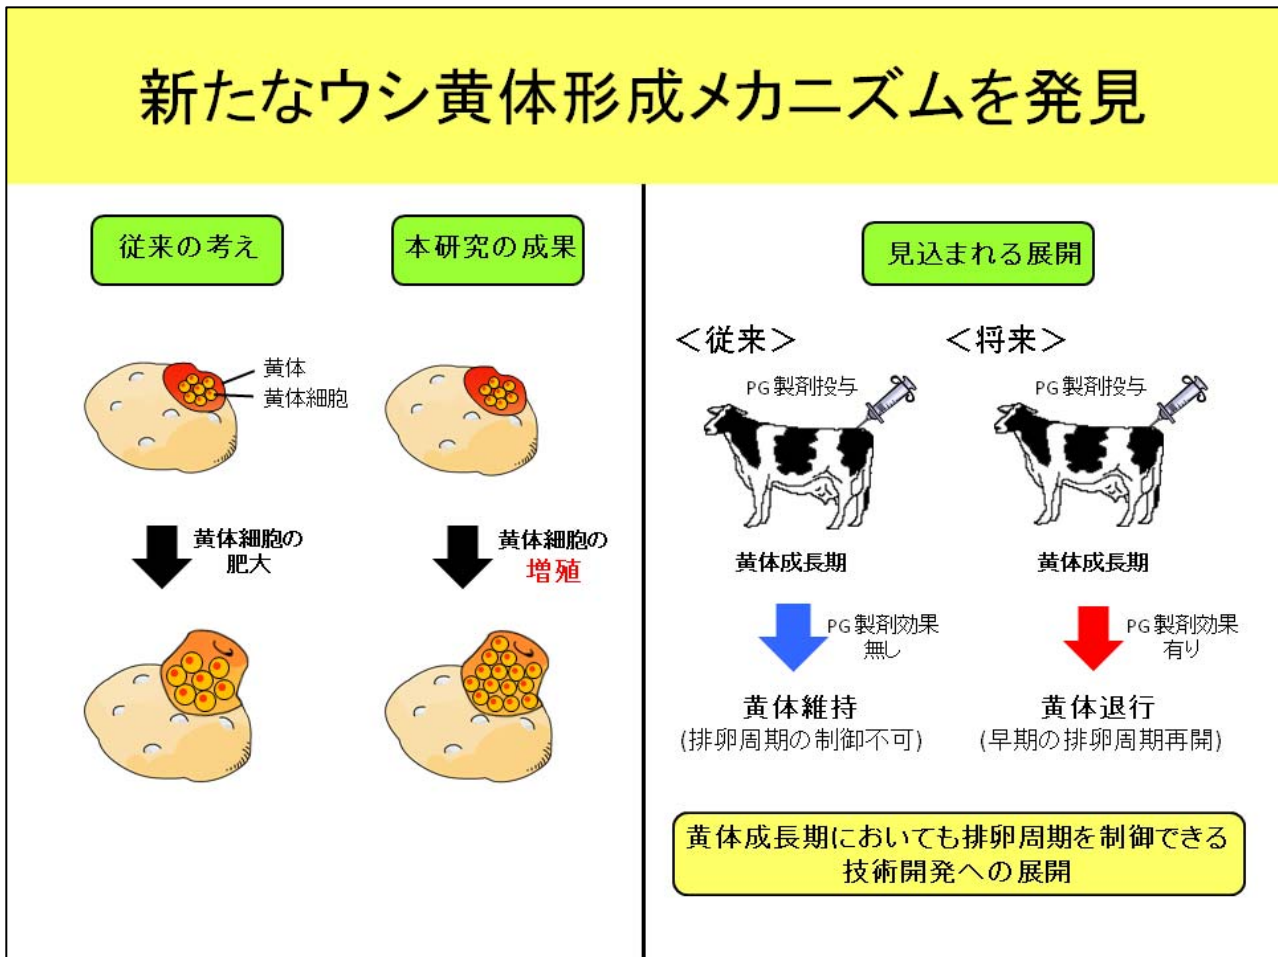 新たなウシ黄体形成メカニズムを発見
従来の考え
本研究の成果
黄体
黄体細胞
黄体細胞の
肥大
黄体細胞の
増殖
見込まれる展開
＜従来＞
PG製剤投与
黄体成長期
PG製剤効果
無し
黄体維持
(排卵周期の制御不可)
＜将来＞
PG製剤投与
黄体成長期
PG製剤効果
有り
黄体退行
(早期の排卵周期再開)
黄体成長期においても排卵周期を制御できる
技術開発への展開